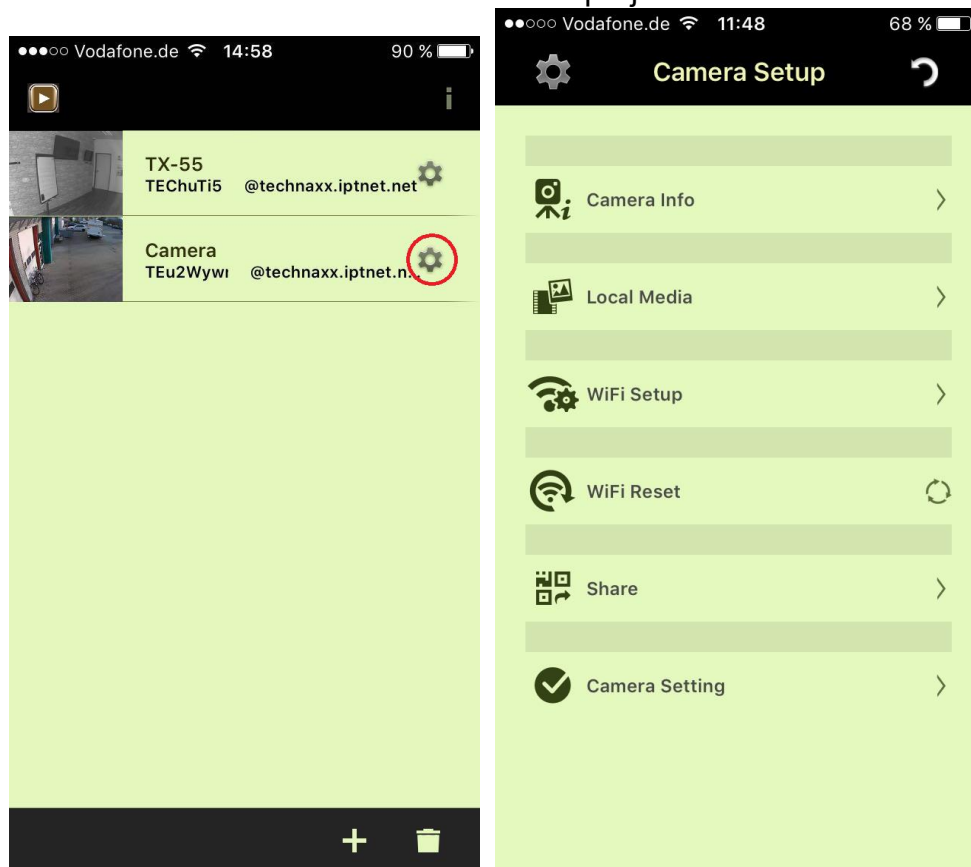 Vodafone.de 14:58 90 %
i
TX-55
TEChuTi5 @technaxx.iptnet.net
Camera
@technaxx.iptnet.n...
Vodafone.de 11:48 68 %
Camera Setup
Camera Info
Local Media
WiFi Setup
WiFi Reset
Share
Camera Setting